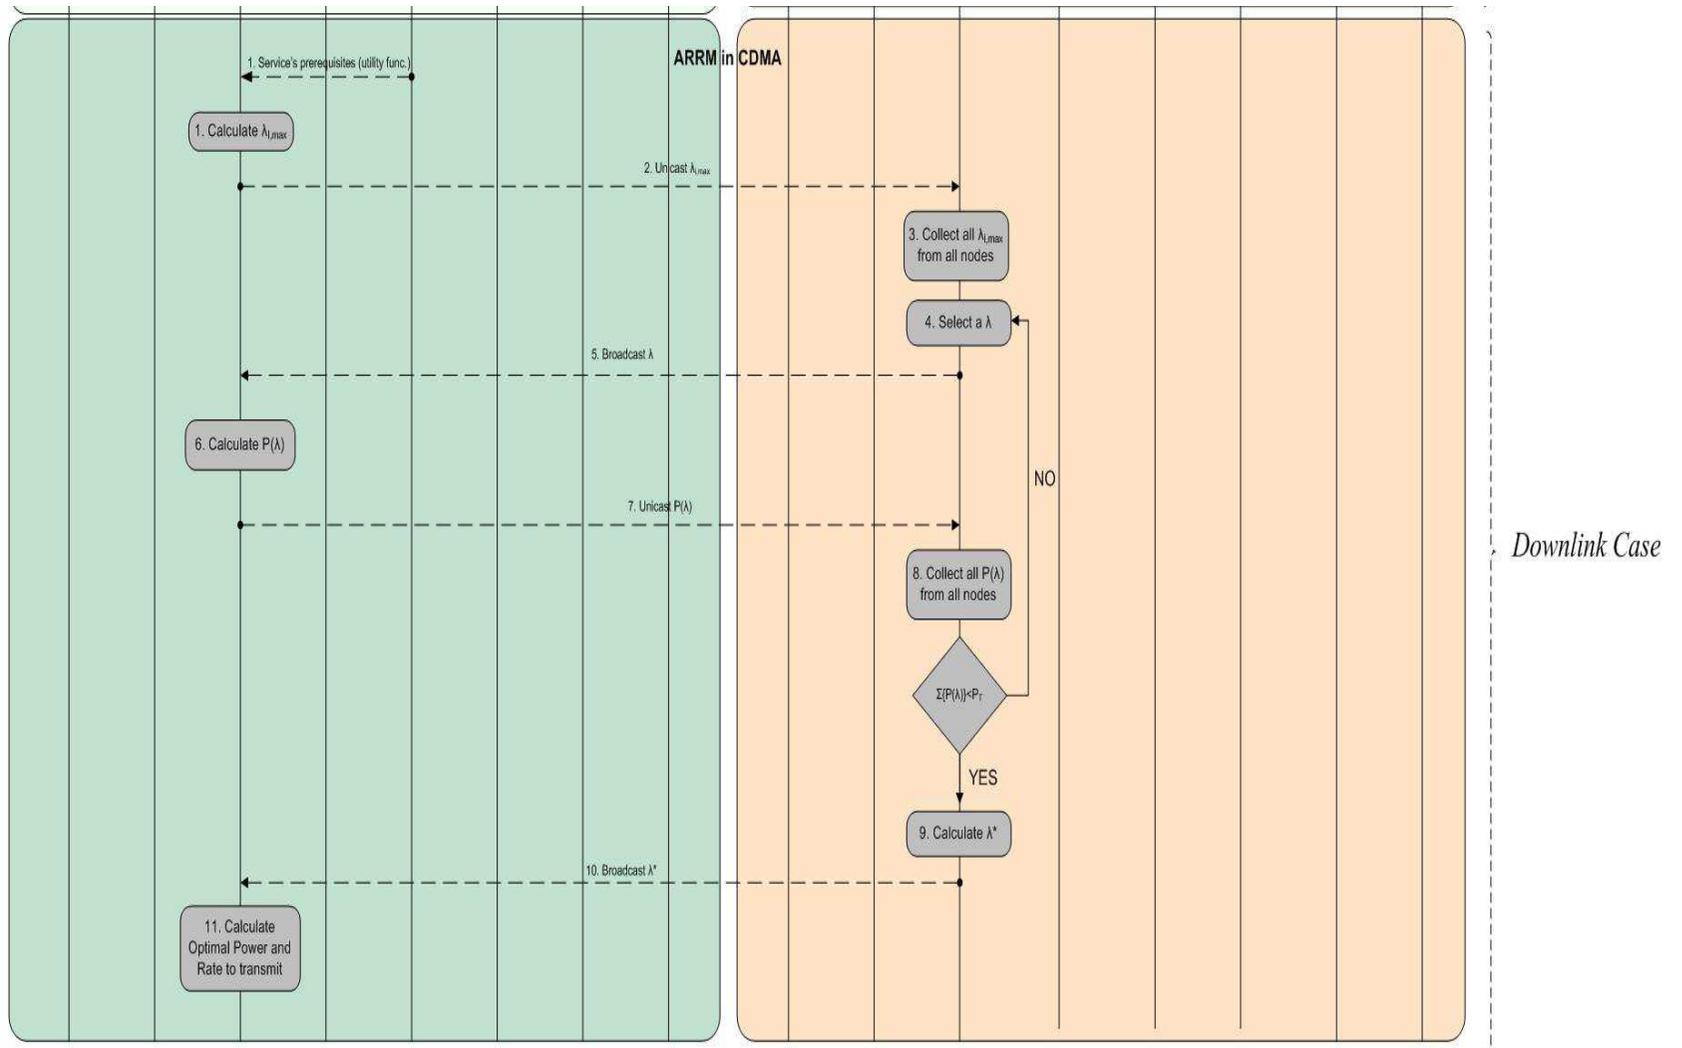 ARRM in CDMA
1. Service's prerequisites (utility func.)
1. Calculate λI,max
2. Unicast λI,max
3. Collect all λI,max
from all nodes
4. Select a λ
5. Broadcast λ
6. Calculate P(λ)
NO
7. Unicast P(λ)
Downlink Case
8. Collect all P(λ)
from all nodes
Σ{P(λ)}<PT
YES
9. Calculate λ*
10. Broadcast λ*
11. Calculate
Optimal Power and
Rate to transmit